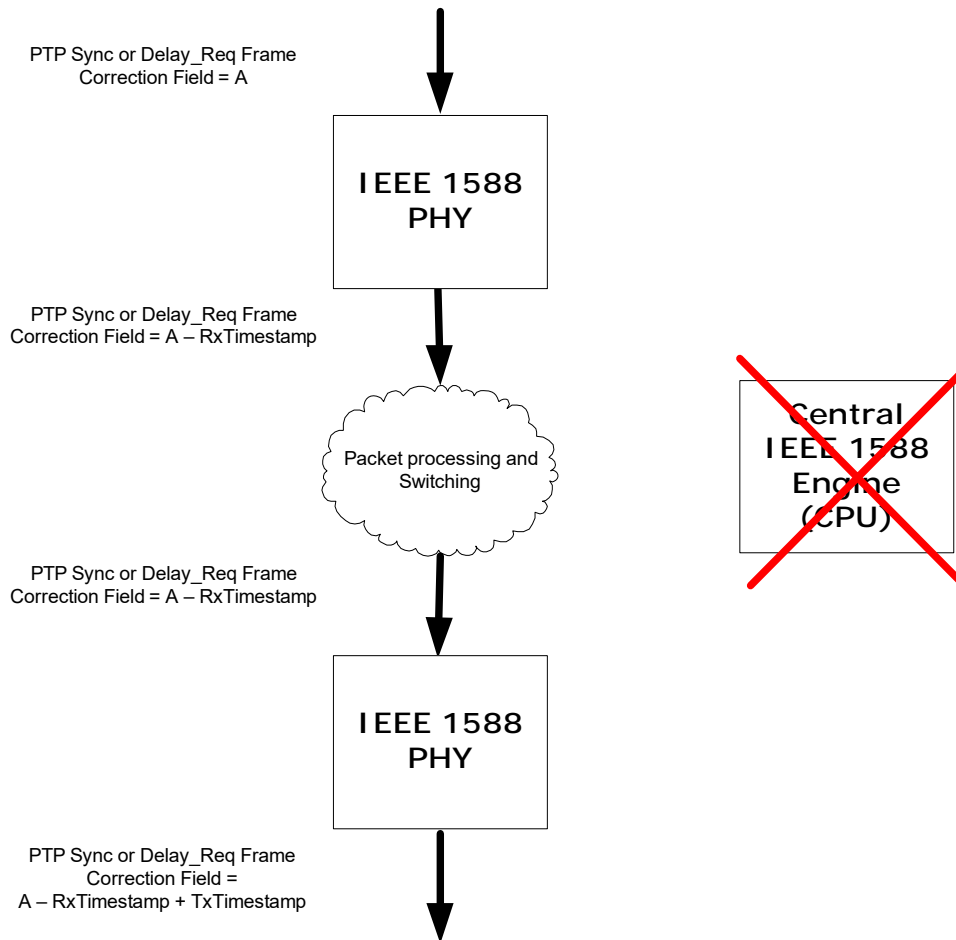 PTP Sync or Delay_Req Frame
Correction Field = A
IEEE 1588
PHY
PTP Sync or Delay_Req Frame
Correction Field = A – RxTimestamp
Packet processing and
Switching
Central
IEEE 1588
Engine
(CPU)
PTP Sync or Delay_Req Frame
Correction Field = A – RxTimestamp
IEEE 1588
PHY
PTP Sync or Delay_Req Frame
Correction Field =
A – RxTimestamp + TxTimestamp